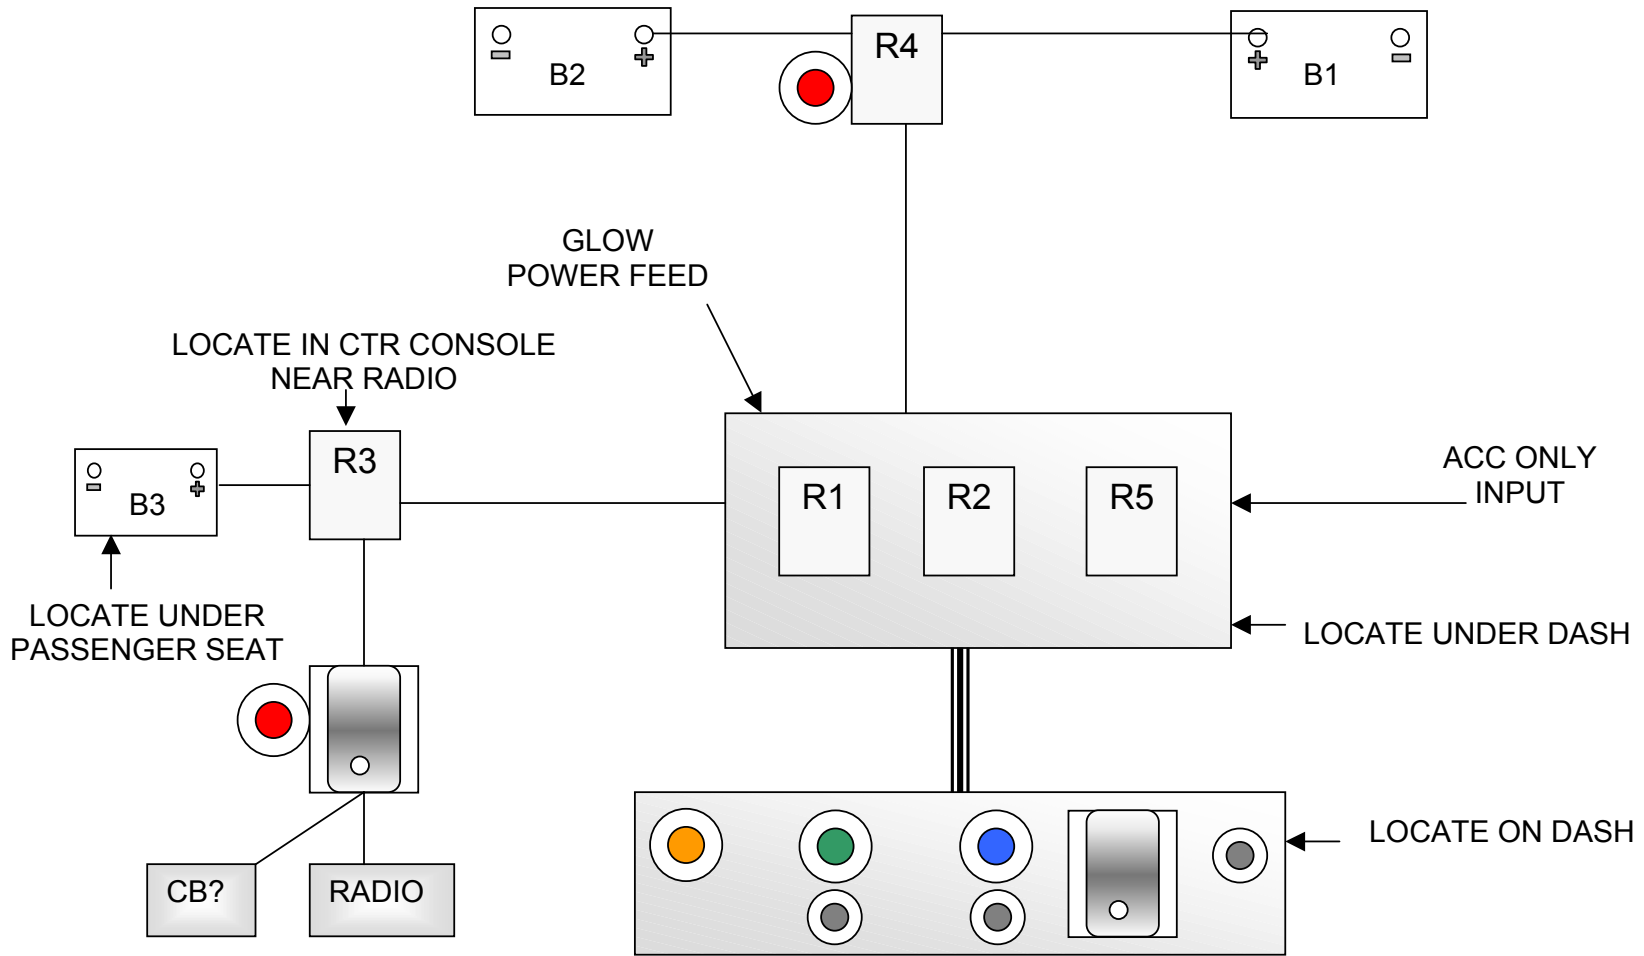 B2
R4
B1
GLOW
POWER FEED
LOCATE IN CTR CONSOLE
NEAR RADIO
R3
B3
R1
R2
R5
ACC ONLY
INPUT
LOCATE UNDER
PASSENGER SEAT
LOCATE UNDER DASH
LOCATE ON DASH
CB?
RADIO